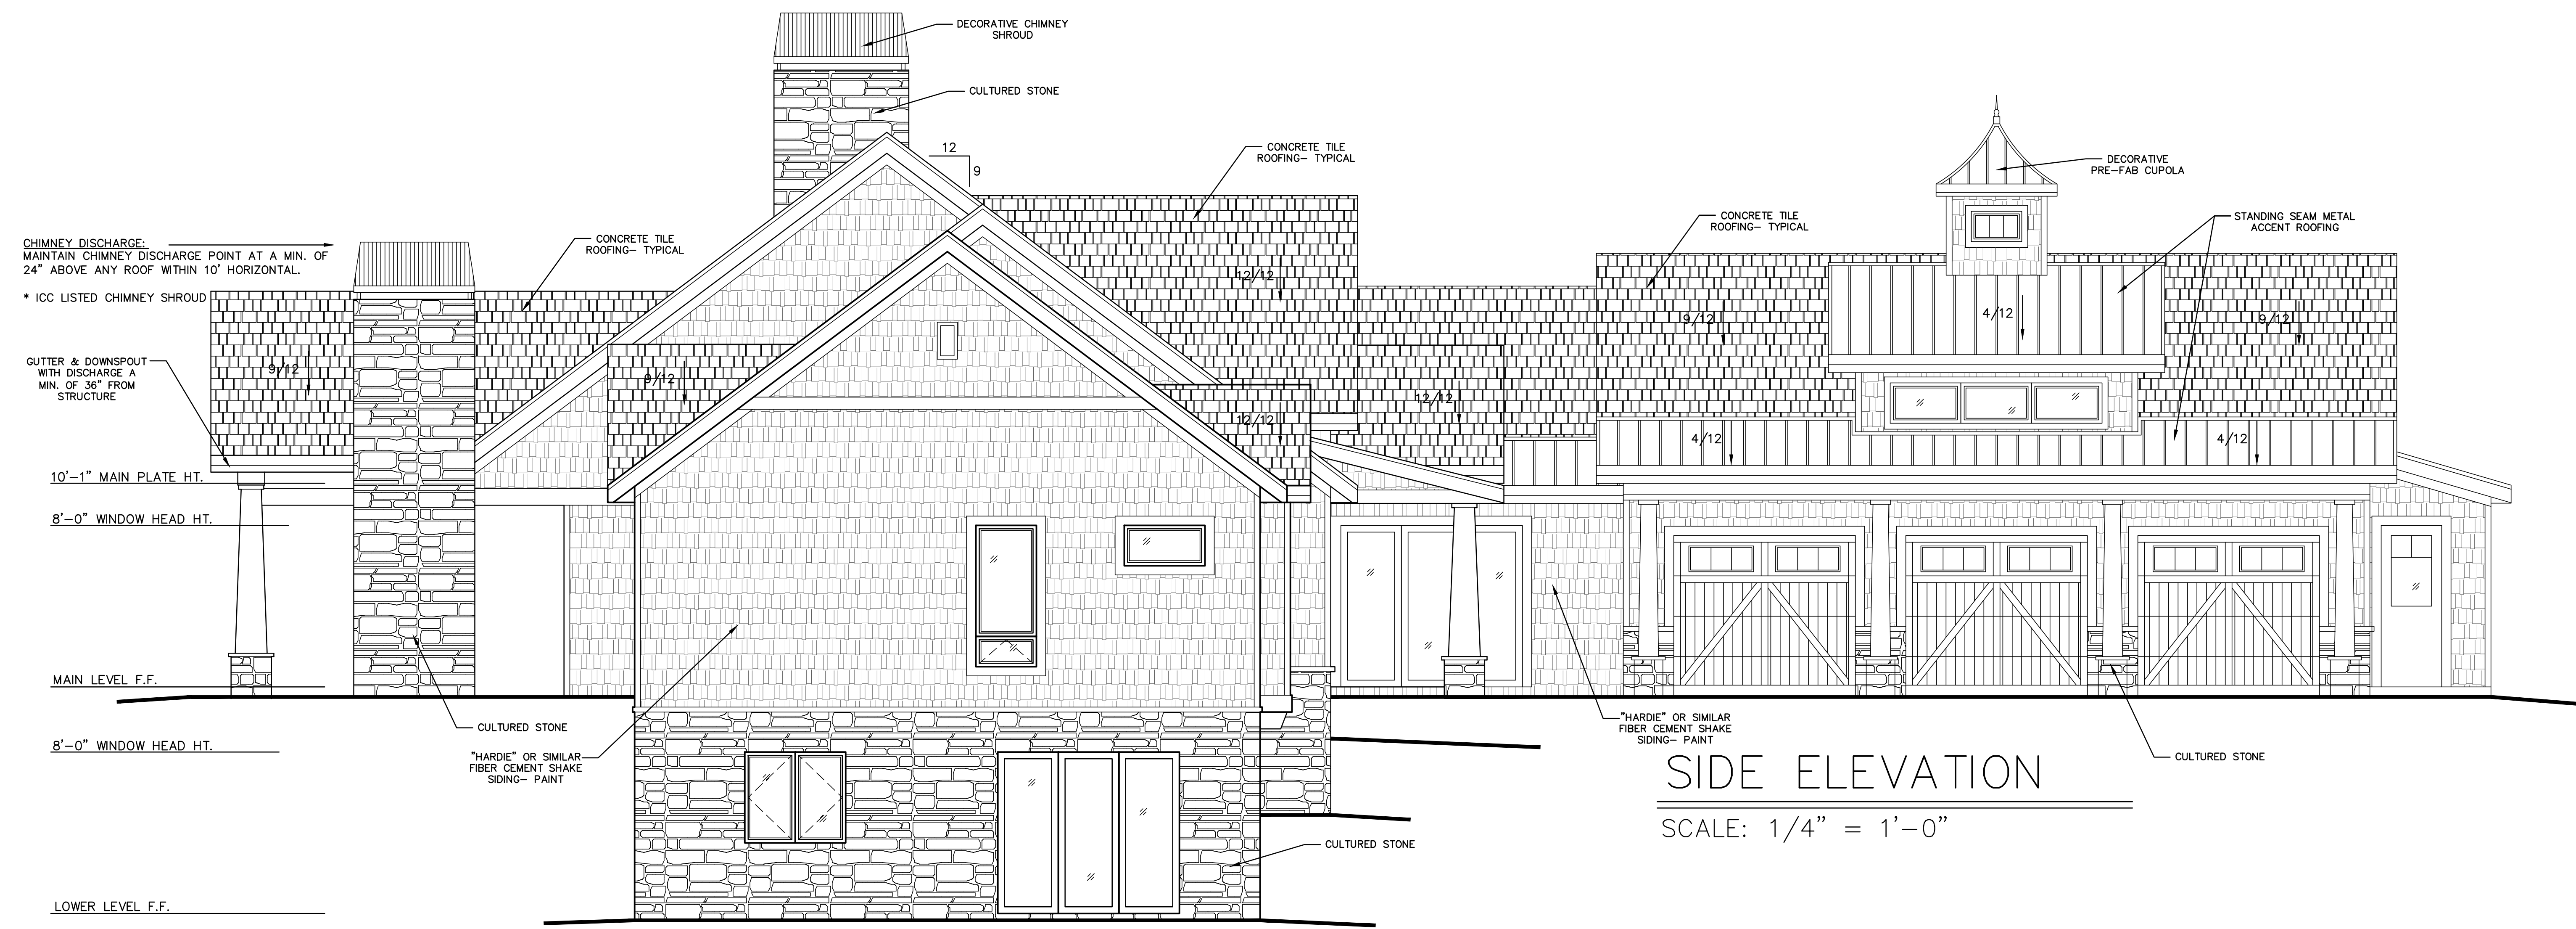 DECORATIVE CHIMNEY
SHROUD
CULTURED STONE
12
9
CONCRETE TILE
ROOFING- TYPICAL
DECORATIVE
PRE-FAB CUPOLA
CONCRETE TILE
ROOFING- TYPICAL
STANDING SEAM METAL
ACCENT ROOFING
CONCRETE TILE
ROOFING- TYPICAL
CHIMNEY DISCHARGE:
MAINTAIN CHIMNEY DISCHARGE POINT AT A MIN. OF
24" ABOVE ANY ROOF WITHIN 10' HORIZONTAL.
* ICC LISTED CHIMNEY SHROUD
12/12
4/12
9/12
9/12
GUTTER & DOWNSPOUT
WITH DISCHARGE A
MIN. OF 36" FROM
STRUCTURE
9/12
9/12
12/12
12/12
4/12
4/12
10'-1" MAIN PLATE HT.
8'-0" WINDOW HEAD HT.
MAIN LEVEL F.F.
CULTURED STONE
8'-0" WINDOW HEAD HT.
"HARDIE" OR SIMILAR
FIBER CEMENT SHAKE
SIDING- PAINT
"HARDIE" OR SIMILAR
FIBER CEMENT SHAKE
SIDING- PAINT
CULTURED STONE
SIDE ELEVATION
SCALE: 1/4" = 1'-0"
CULTURED STONE
LOWER LEVEL F.F.